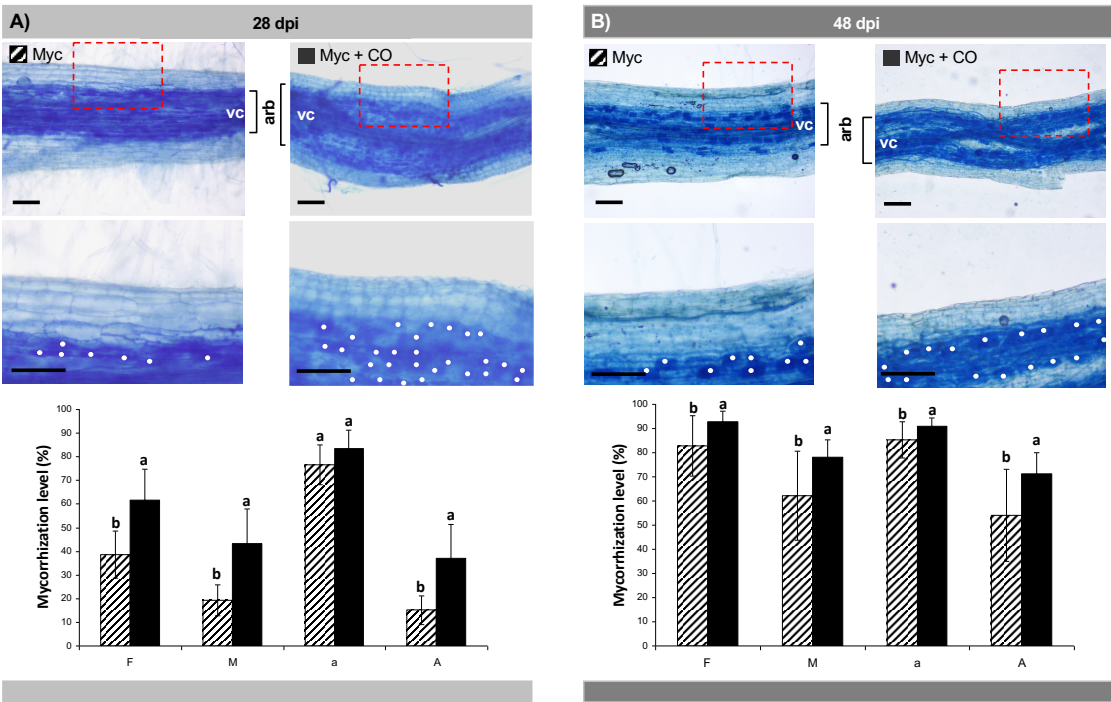 A) 28 dpi
Myc
Myc + CO
vc
arb
vc
Mycorrhization level (%)
100
90
80
70
60
50
40
30
20
10
0
b
a
b
a
a
a
b
a
F
M
a
A
B) 48 dpi
Myc
Myc + CO
vc
arb
vc
Mycorrhization level (%)
100
90
80
70
60
50
40
30
20
10
0
b
a
b
a
b
a
b
a
F
M
a
A